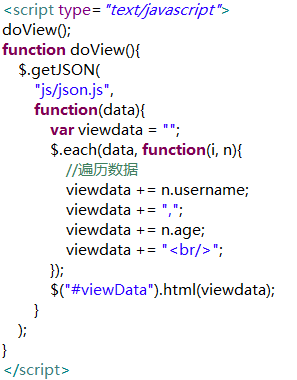 <script type="text/javascript">
doView();
function doView(){
    $.getJSON(
        "js/json.js",
        function(data){
            var viewdata = "";
            $.each(data, function(i, n){
                //遍历数据
                viewdata += n.username;
                viewdata += ",";
                viewdata += n.age;
                viewdata += "<br/>";
            });
            $("#viewData").html(viewdata);
        }
    );
}
</script>